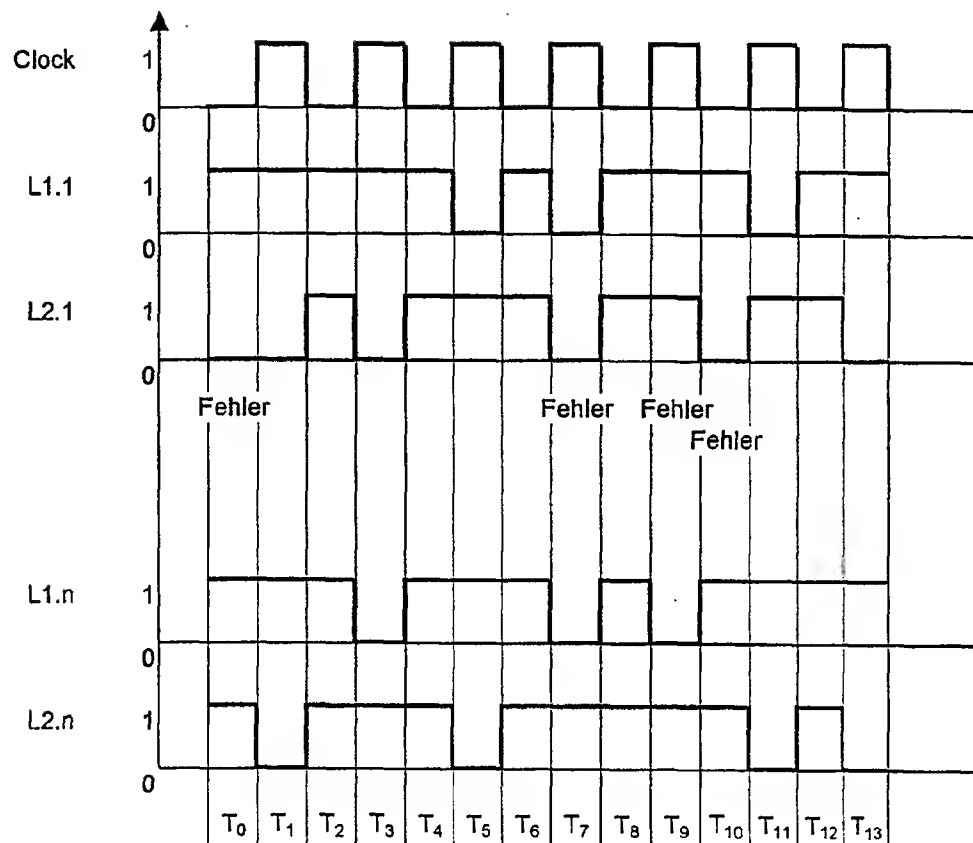 Clock 1
0
L1.1 1
0
L2.1 1
0
Fehler Fehler Fehler
Fehler
L1.n 1
0
L2.n 1
0
T0 T1 T2 T3 T4 T5 T6 T7 T8 T9 T10 T11 T12 T13